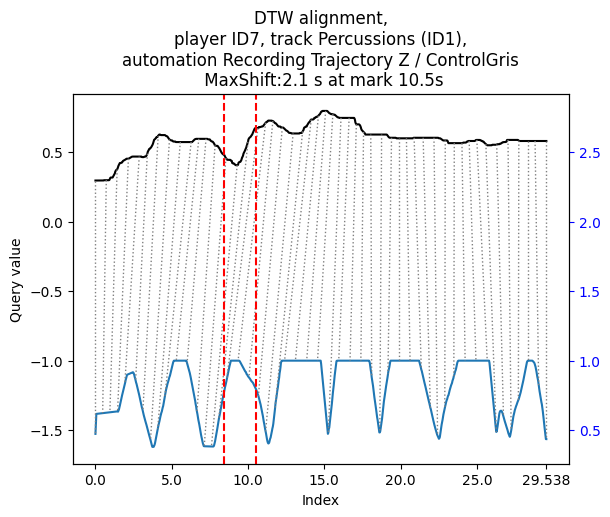 DTW alignment,
player ID7, track Percussions (ID1),
automation Recording Trajectory Z / ControlGris
MaxShift:2.1 s at mark 10.5s
0.5
0.0
−0.5
−1.0
−1.5
Query value
2.5
2.0
1.5
1.0
0.5
0.0 5.0 10.0 15.0 20.0 25.0 29.538
Index